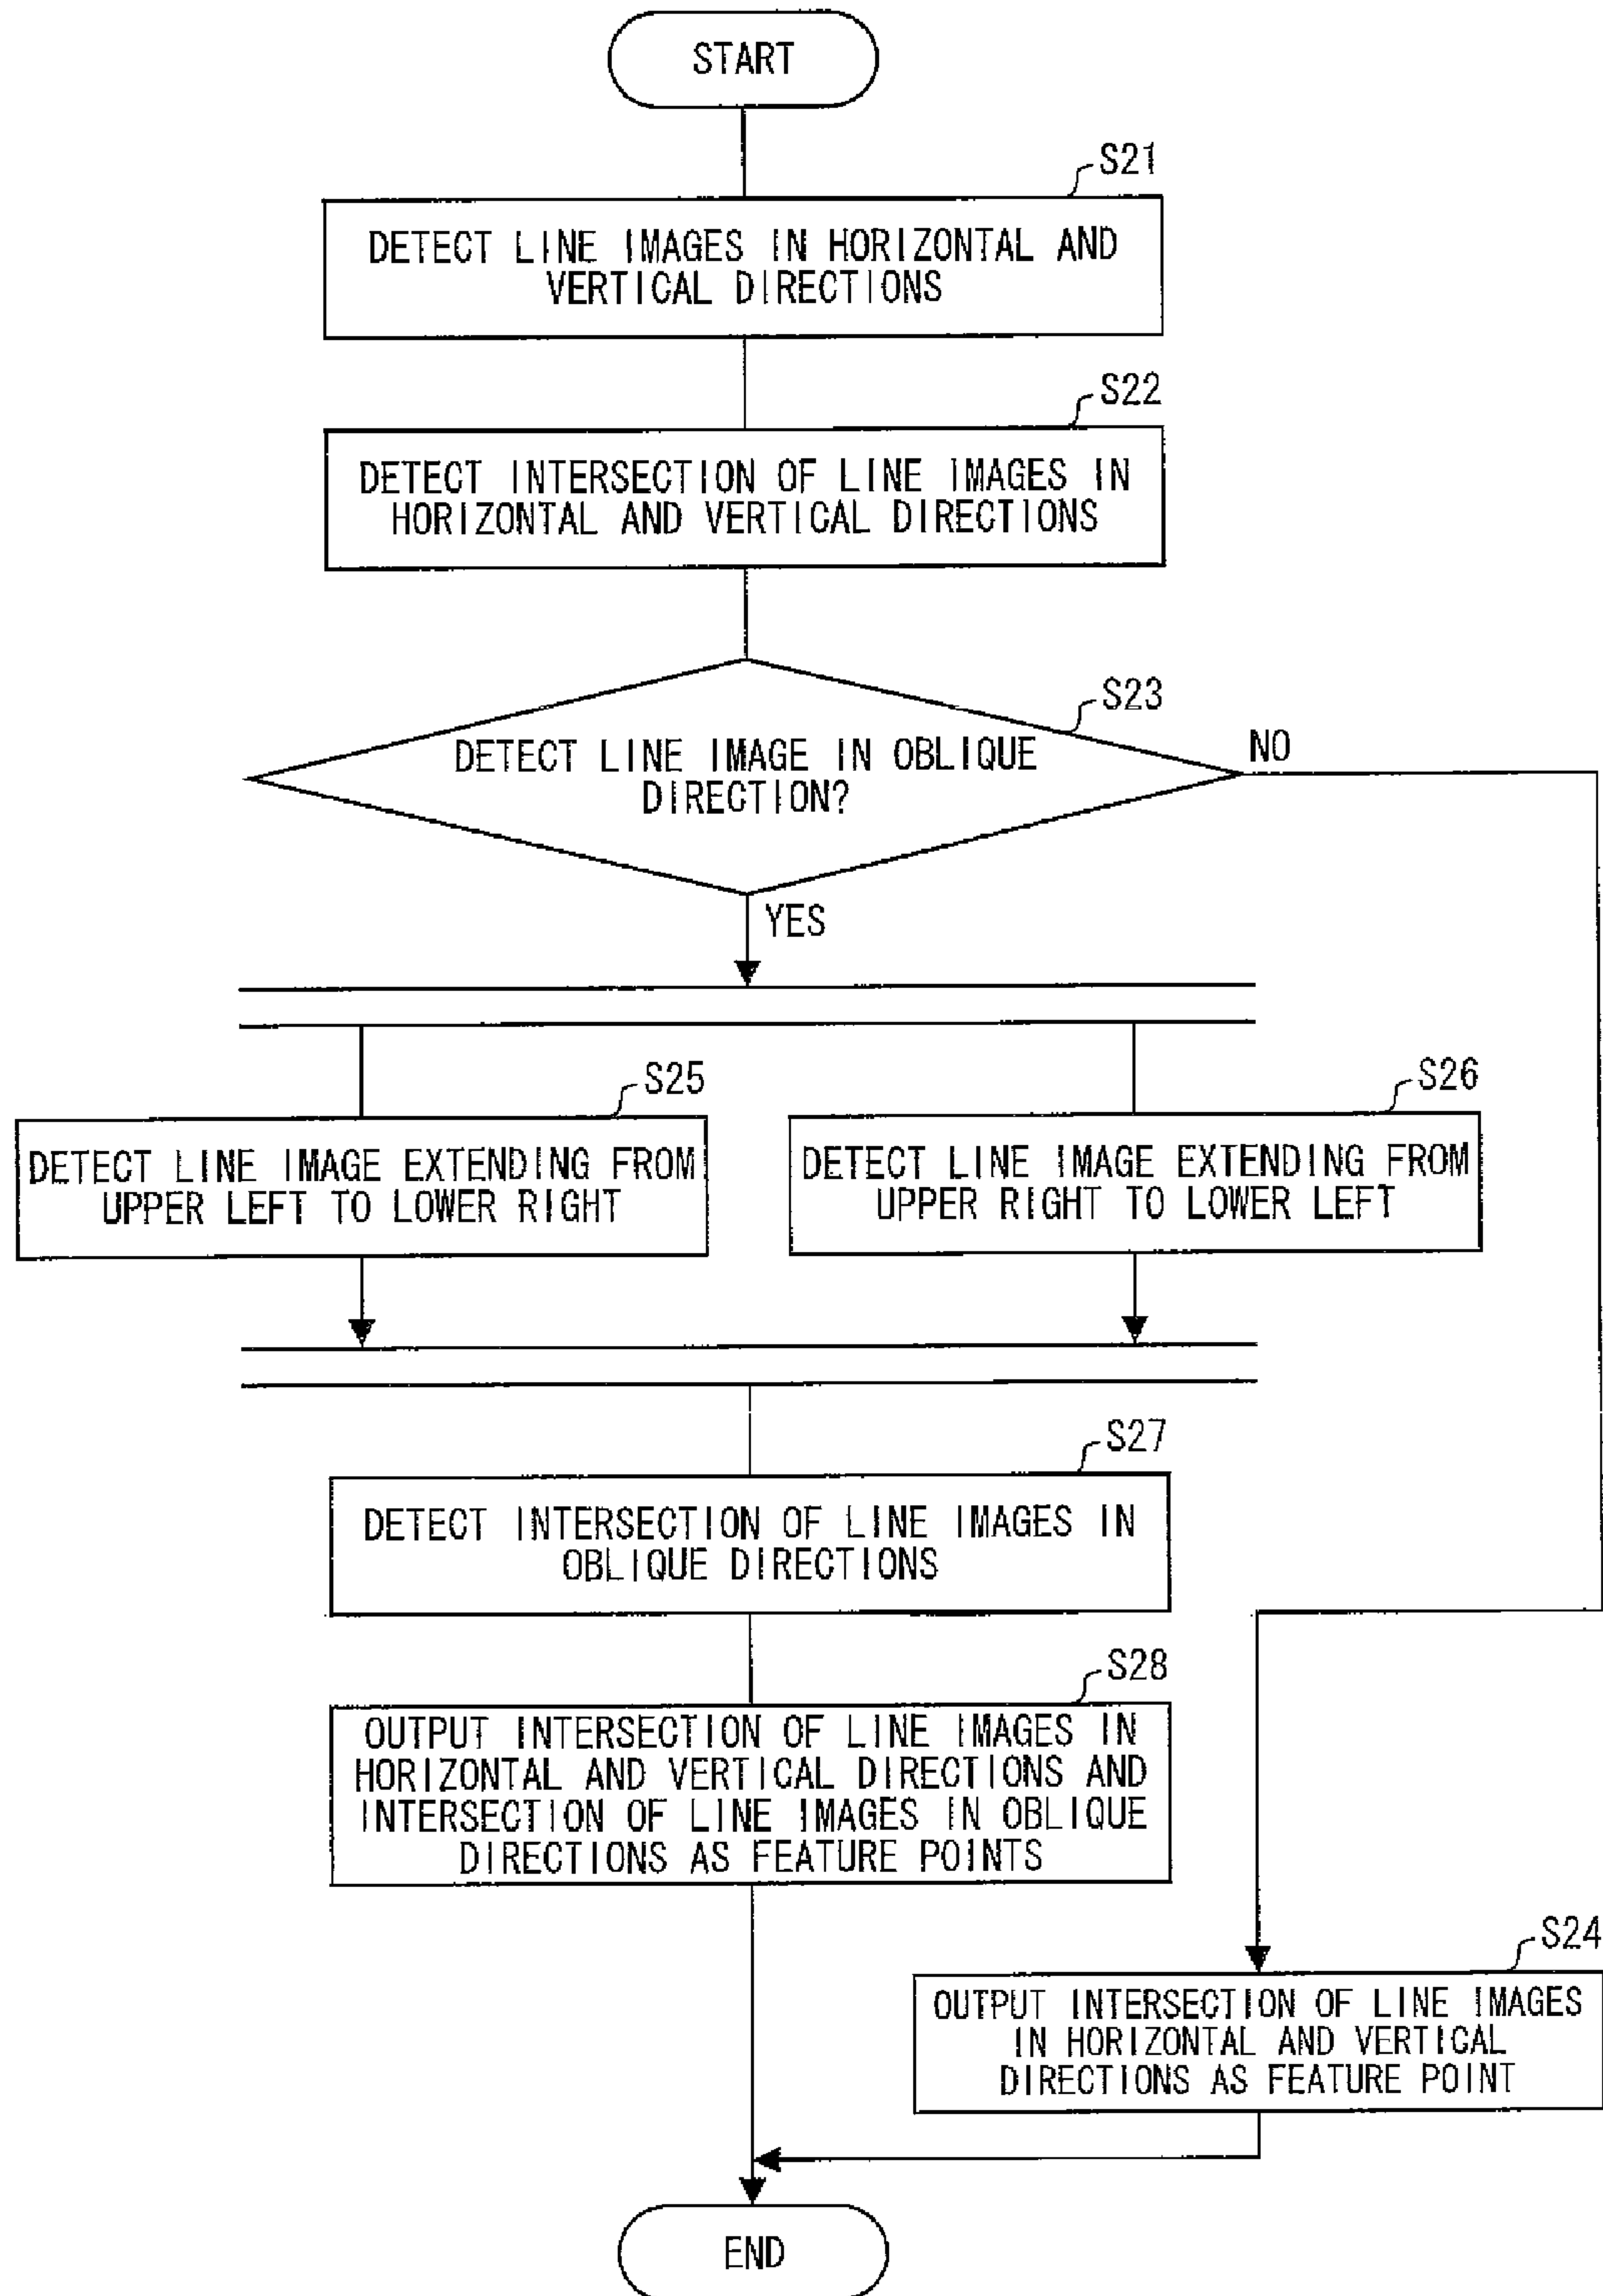 START
S21
DETECT LINE IMAGES IN HORIZONTAL AND
VERTICAL DIRECTIONS
S22
DETECT INTERSECTION OF LINE IMAGES IN
HORIZONTAL AND VERTICAL DIRECTIONS
S23
DETECT LINE IMAGE IN OBLIQUE
DIRECTION?
NO
YES
S25
DETECT LINE IMAGE EXTENDING FROM
UPPER LEFT TO LOWER RIGHT
S26
DETECT LINE IMAGE EXTENDING FROM
UPPER RIGHT TO LOWER LEFT
S27
DETECT INTERSECTION OF LINE IMAGES IN
OBLIQUE DIRECTIONS
S28
OUTPUT INTERSECTION OF LINE IMAGES IN
HORIZONTAL AND VERTICAL DIRECTIONS AND
INTERSECTION OF LINE IMAGES IN OBLIQUE
DIRECTIONS AS FEATURE POINTS
S24
OUTPUT INTERSECTION OF LINE IMAGES
IN HORIZONTAL AND VERTICAL
DIRECTIONS AS FEATURE POINT
END